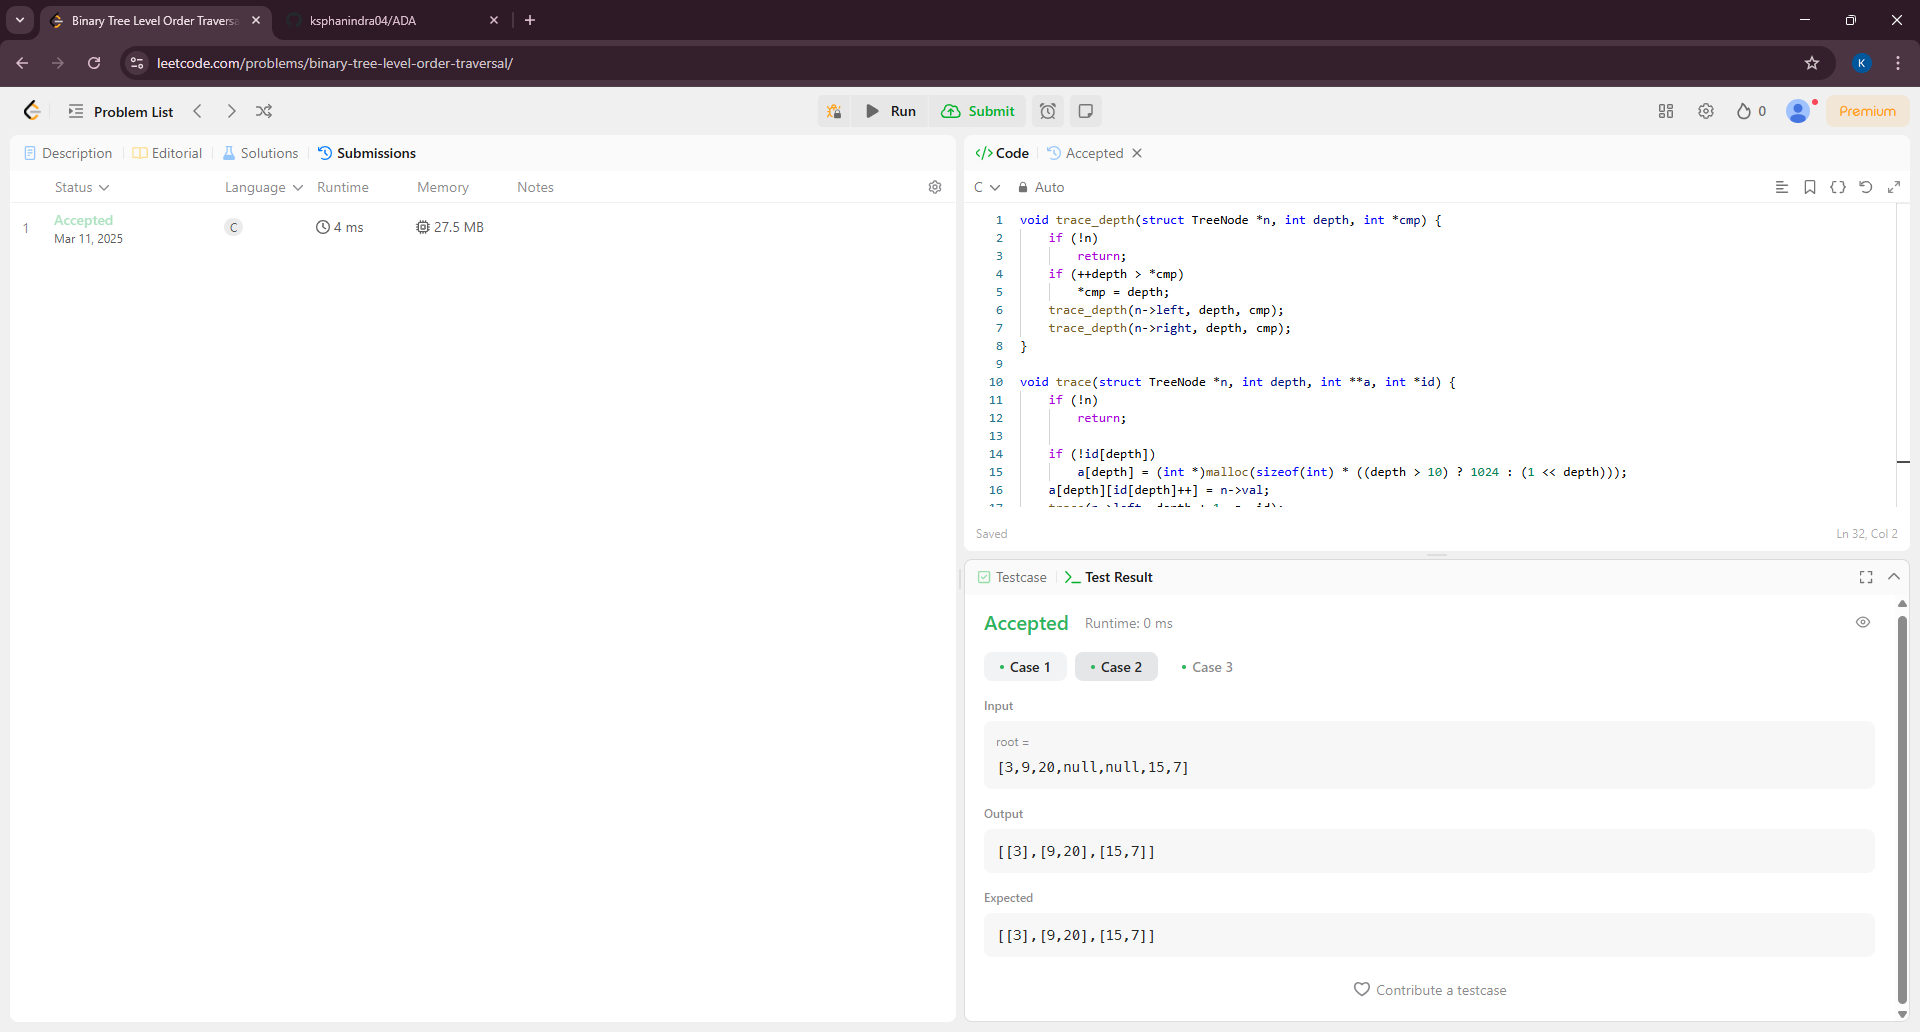 Binary Tree Level Order Travers
ksphanindra04/ADA
leetcode.com/problems/binary-tree-level-order-traversal/
K
Problem List
Run
Submit
0
Premium
Description
Editorial
Solutions
Submissions
Status
Language
Runtime
Memory
Notes
1
Accepted
Mar 11, 2025
C
4 ms
27.5 MB
</> Code
Accepted
C
Auto
1 void trace_depth(struct TreeNode *n, int depth, int *cmp) {
2 if (!n)
3 return;
4 if (++depth > *cmp)
5 *cmp = depth;
6 trace_depth(n->left, depth, cmp);
7 trace_depth(n->right, depth, cmp);
8 }
9
10 void trace(struct TreeNode *n, int depth, int **a, int *id) {
11 if (!n)
12 return;
13
14 if (!id[depth])
15 a[depth] = (int *)malloc(sizeof(int) * ((depth > 10) ? 1024 : (1 << depth)));
16 a[depth][id[depth]++] = n->val;
17 trace(n->left, depth + 1, a, id);
Saved
Ln 32, Col 2
Testcase
Test Result
Accepted
Runtime: 0 ms
Case 1
Case 2
Case 3
Input
root =
[3,9,20,null,null,15,7]
Output
[[3],[9,20],[15,7]]
Expected
[[3],[9,20],[15,7]]
Contribute a testcase